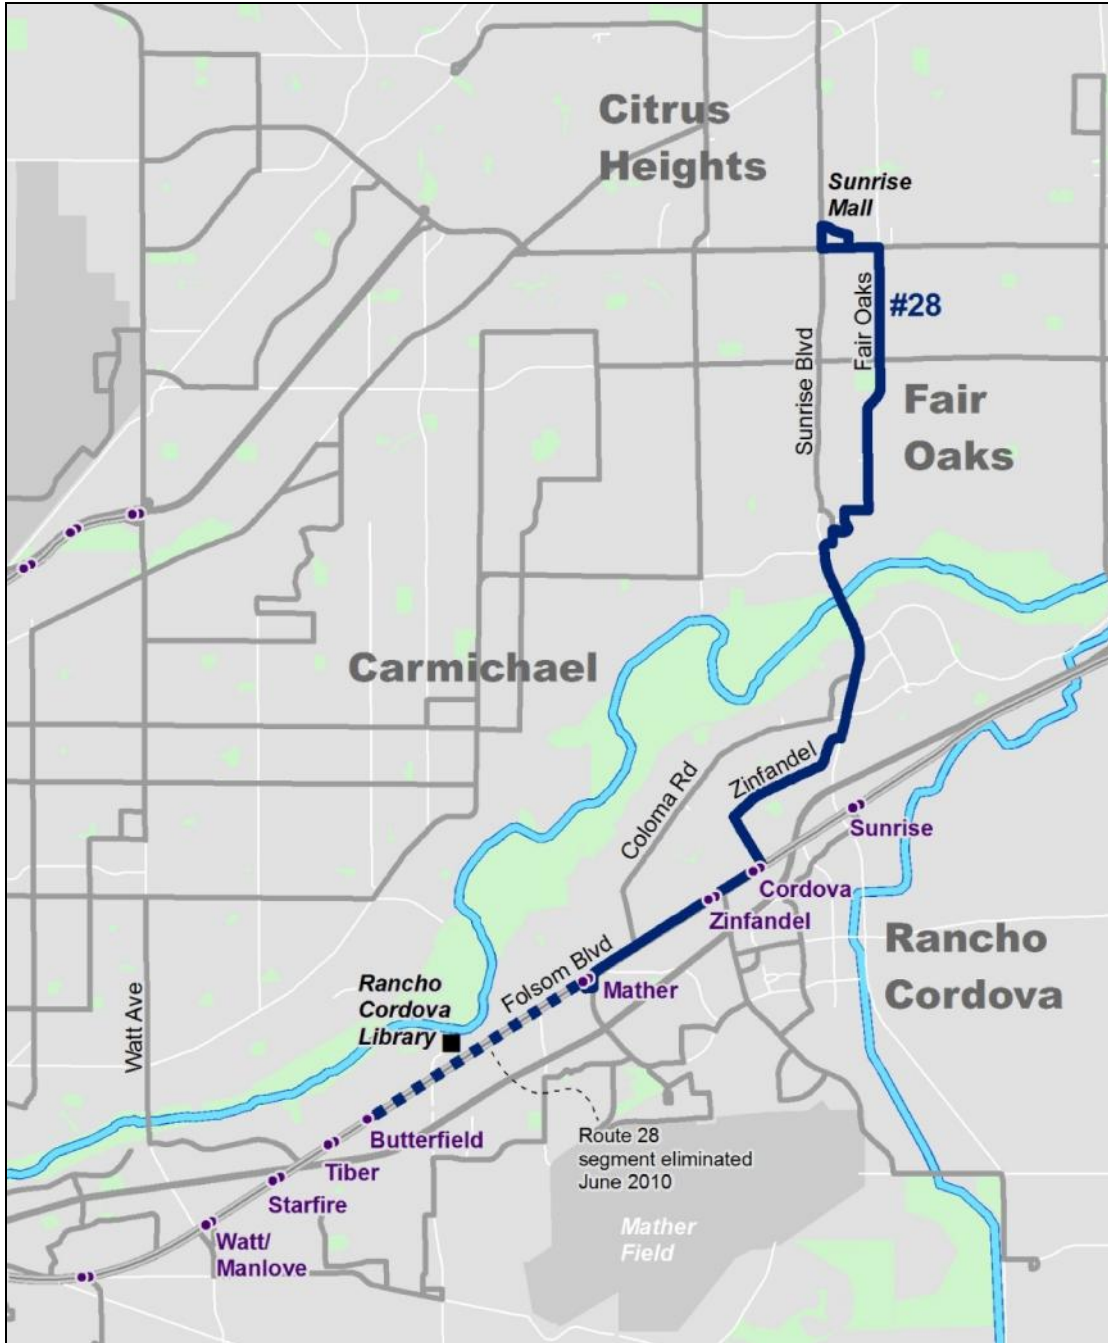 Citrus
Heights
Sunrise
Mall
Fair Oaks
#28
Sunrise Blvd
Fair
Oaks
Carmichael
Zinfandel
Coloma Rd
Sunrise
Cordova
Zinfandel
Rancho
Cordova
Folsom Blvd
Mather
Rancho
Cordova
Library
Watt Ave
Butterfield
Route 28
segment eliminated
June 2010
Tiber
Starfire
Watt/
Manlove
Mather
Field